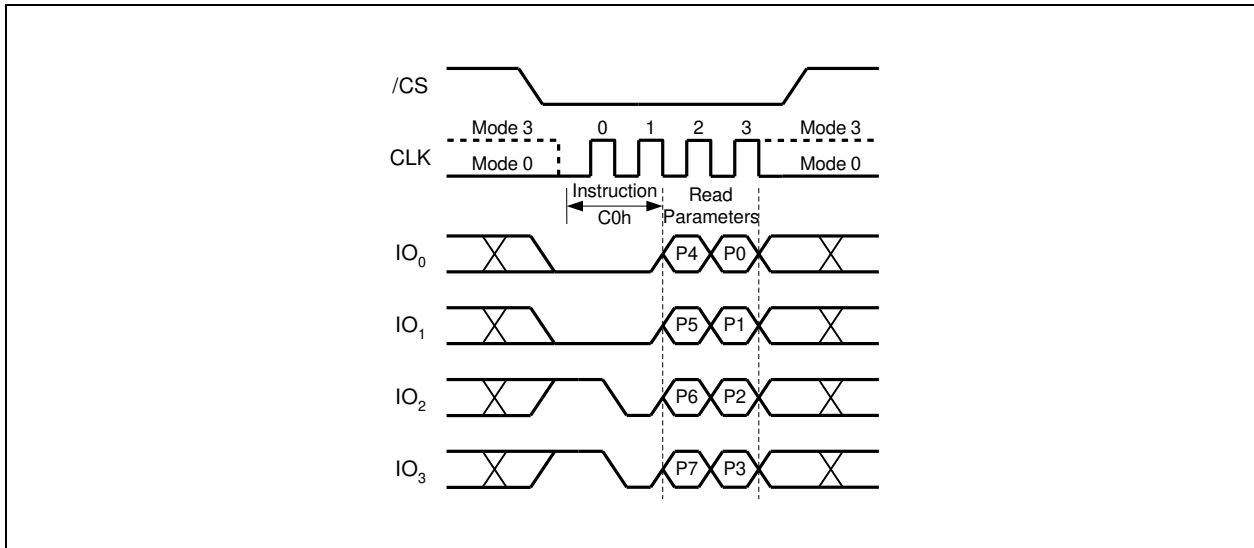 /CS
Mode 3 0 1 2 3 Mode 3
CLK
Mode 0 Mode 0
Instruction Read
C0h Parameters
IO0 P4 P0
IO1 P5 P1
IO2 P6 P2
IO3 P7 P3